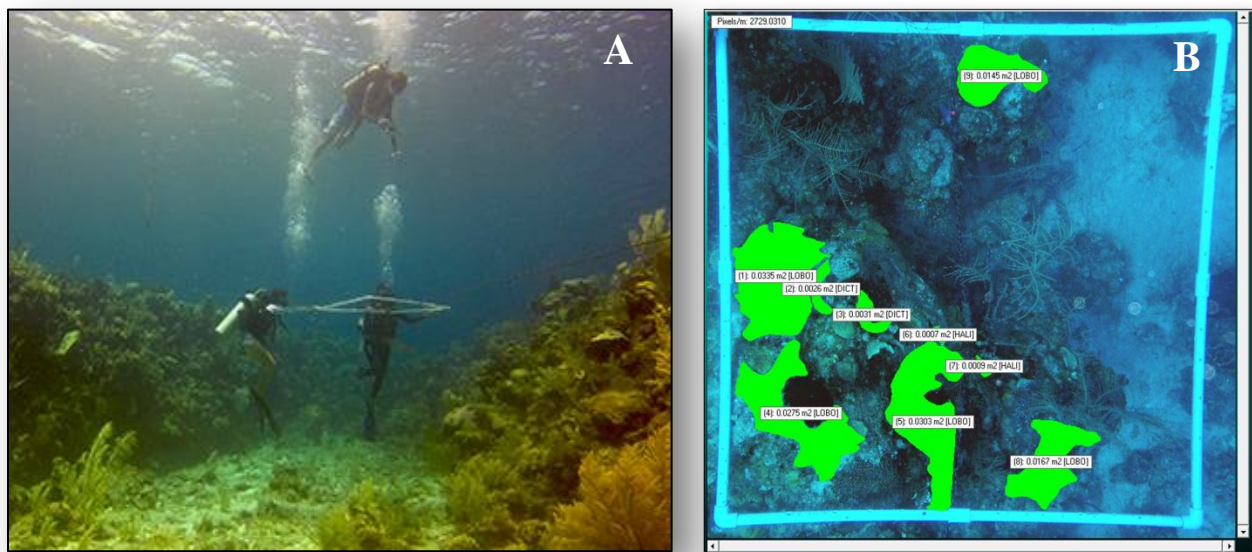 A
Pixels/m: 2729.0310
B
(9): 0.0145 m2 [LOBO]
(1): 0.0335 m2 [LOBO]
(2): 0.0026 m2 [DICT]
(3): 0.0031 m2 [DICT]
(6): 0.0007 m2 [HALI]
(7): 0.0009 m2 [HALI]
(4): 0.0275 m2 [LOBO]
(5): 0.0303 m2 [LOBO]
(8): 0.0167 m2 [LOBO]